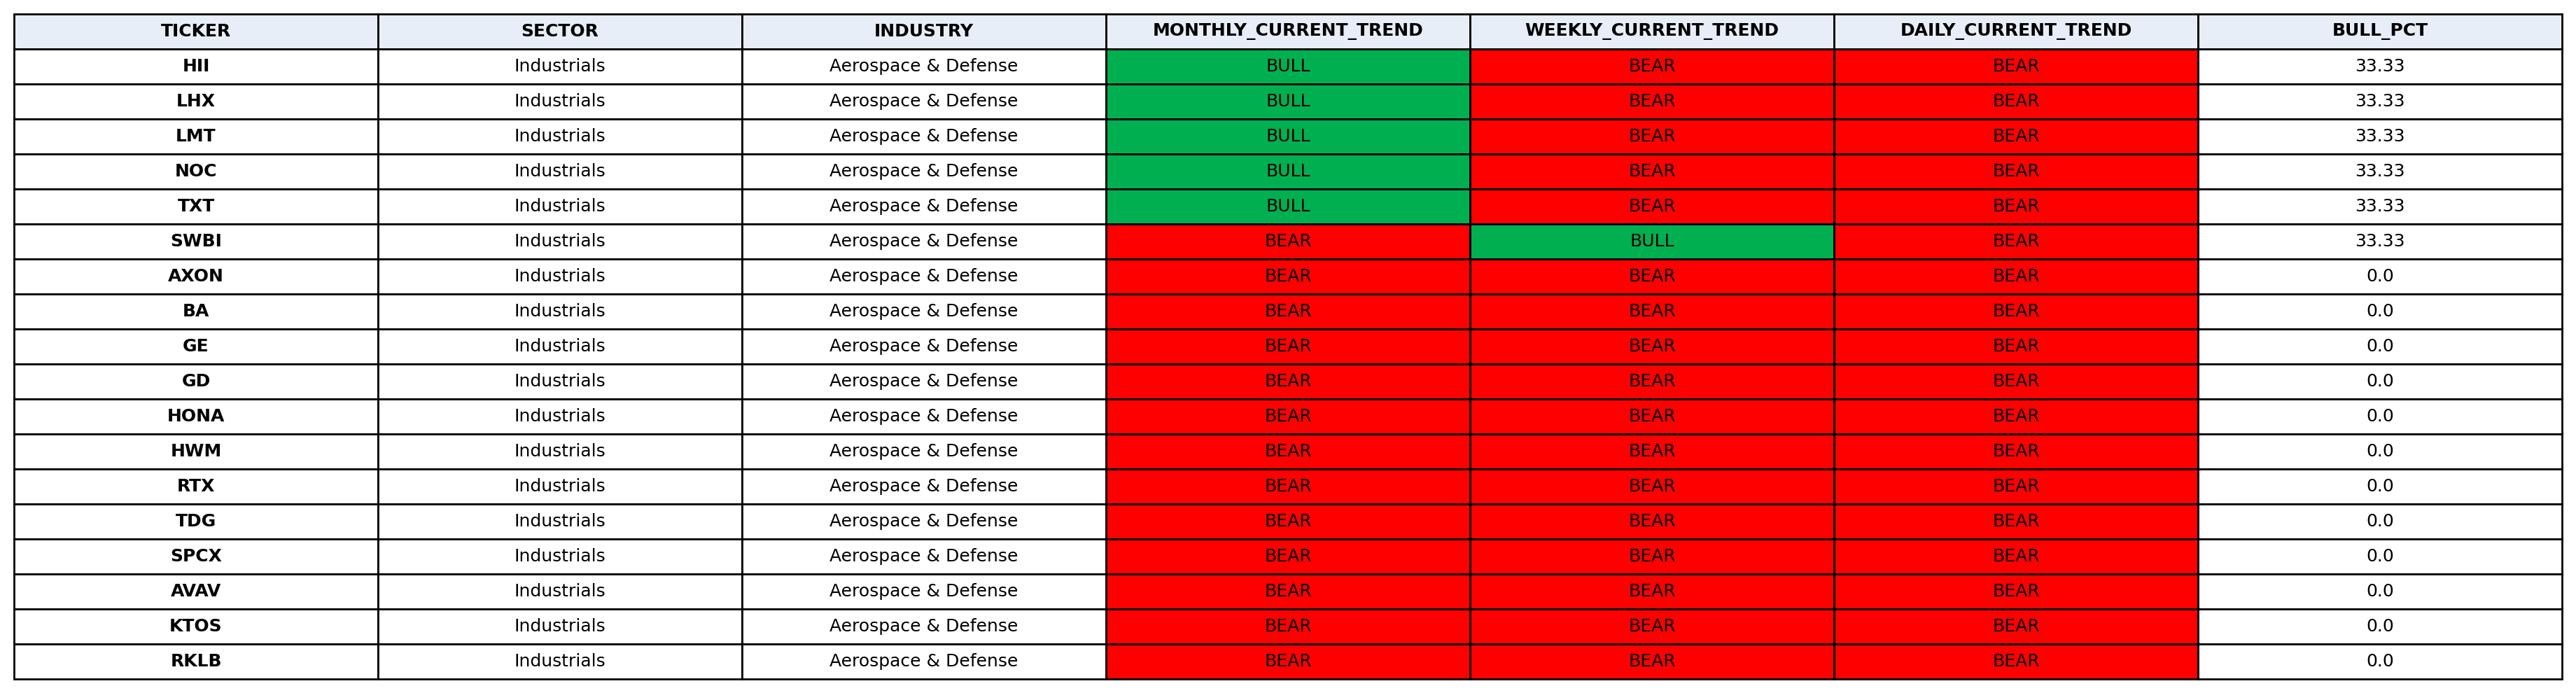 TICKER SECTOR INDUSTRY MONTHLY_CURRENT_TREND WEEKLY_CURRENT_TREND DAILY_CURRENT_TREND BULL_PCT
HII Industrials Aerospace & Defense BULL BEAR BEAR 33.33
LHX Industrials Aerospace & Defense BULL BEAR BEAR 33.33
LMT Industrials Aerospace & Defense BULL BEAR BEAR 33.33
NOC Industrials Aerospace & Defense BULL BEAR BEAR 33.33
TXT Industrials Aerospace & Defense BULL BEAR BEAR 33.33
SWBI Industrials Aerospace & Defense BEAR BULL BEAR 33.33
AXON Industrials Aerospace & Defense BEAR BEAR BEAR 0.0
BA Industrials Aerospace & Defense BEAR BEAR BEAR 0.0
GE Industrials Aerospace & Defense BEAR BEAR BEAR 0.0
GD Industrials Aerospace & Defense BEAR BEAR BEAR 0.0
HONA Industrials Aerospace & Defense BEAR BEAR BEAR 0.0
HWM Industrials Aerospace & Defense BEAR BEAR BEAR 0.0
RTX Industrials Aerospace & Defense BEAR BEAR BEAR 0.0
TDG Industrials Aerospace & Defense BEAR BEAR BEAR 0.0
SPCX Industrials Aerospace & Defense BEAR BEAR BEAR 0.0
AVAV Industrials Aerospace & Defense BEAR BEAR BEAR 0.0
KTOS Industrials Aerospace & Defense BEAR BEAR BEAR 0.0
RKLB Industrials Aerospace & Defense BEAR BEAR BEAR 0.0